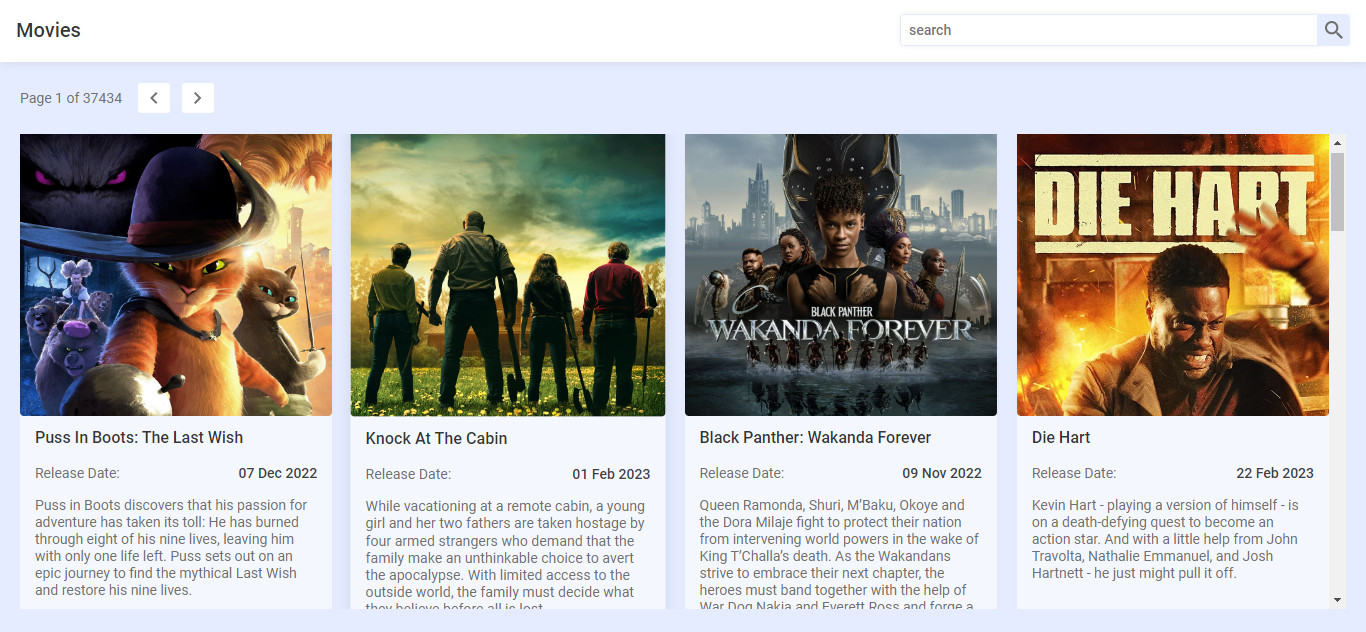 Movies
search
Page 1 of 37434
BLACK PANTHER
WAKANDA FOREVER
DIE HART
Puss In Boots: The Last Wish
Release Date: 07 Dec 2022
Puss in Boots discovers that his passion for
adventure has taken its toll: He has burned
through eight of his nine lives, leaving him
with only one life left. Puss sets out on an
epic journey to find the mythical Last Wish
and restore his nine lives.
Knock At The Cabin
Release Date: 01 Feb 2023
While vacationing at a remote cabin, a young
girl and her two fathers are taken hostage by
four armed strangers who demand that the
family make an unthinkable choice to avert
the apocalypse. With limited access to the
outside world, the family must decide what
they believe before all is lost.
Black Panther: Wakanda Forever
Release Date: 09 Nov 2022
Queen Ramonda, Shuri, M’Baku, Okoye and
the Dora Milaje fight to protect their nation
from intervening world powers in the wake of
King T’Challa’s death. As the Wakandans
strive to embrace their next chapter, the
heroes must band together with the help of
War Dog Nakia and Everett Ross and forge a
Die Hart
Release Date: 22 Feb 2023
Kevin Hart - playing a version of himself - is
on a death-defying quest to become an
action star. And with a little help from John
Travolta, Nathalie Emmanuel, and Josh
Hartnett - he just might pull it off.